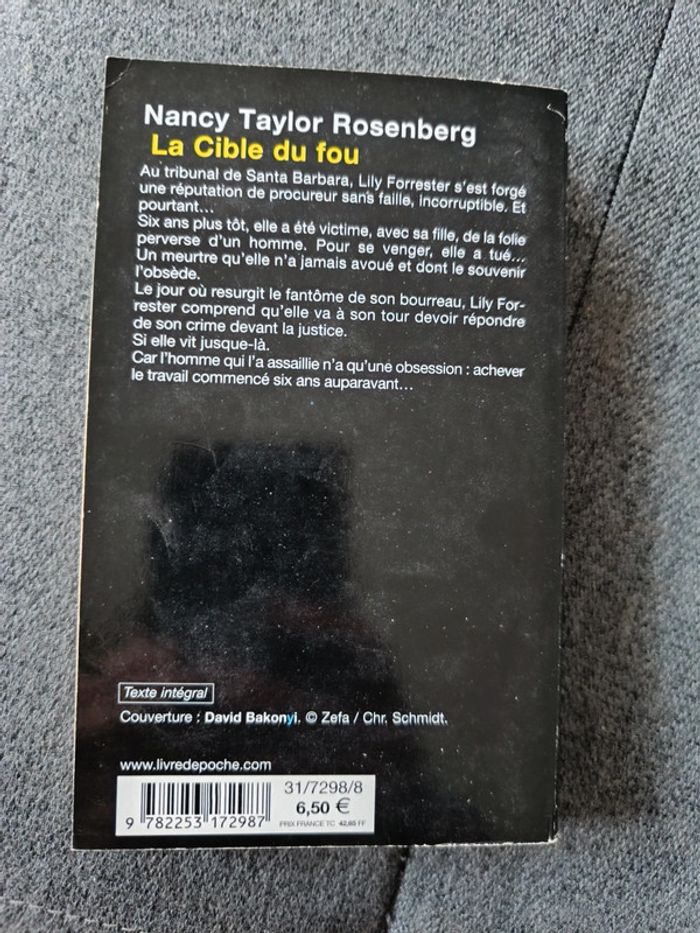 Nancy Taylor Rosenberg
La Cible du fou
Au tribunal de Santa Barbara, Lily Forrester s'est forgé
une réputation de procureur sans faille, incorruptible. Et
pourtant...
Six ans plus tôt, elle a été victime, avec sa fille, de la folie
perverse d'un homme. Pour se venger, elle a tué...
Un meurtre qu'elle n'a jamais avoué et dont le souvenir
l'obsède.
Le jour où resurgit le fantôme de son bourreau, Lily For-
rester comprend qu'elle va à son tour devoir répondre
de son crime devant la justice.
Si elle vit jusque-là.
Car l'homme qui l'a assaillie n'a qu'une obsession : achever
le travail commencé six ans auparavant...
Texte intégral
Couverture : David Bakonyi. © Zefa / Chr. Schmidt.
www.livredepoche.com
31/7298/8
6,50 €
9 782253 172987
PRIX FRANCE TC 42,65 FF